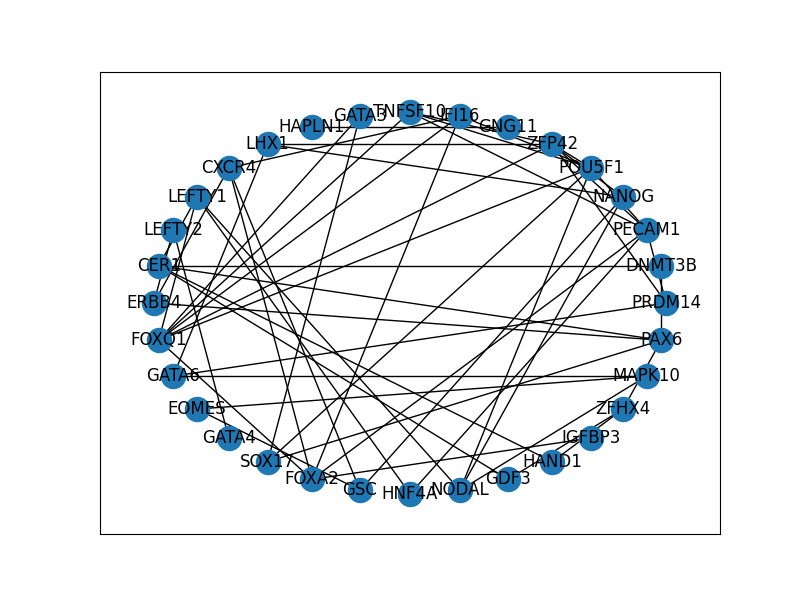 TNFSF10
GATA3
IFI16
HAPLN1
GNG11
LHX1
ZFP42
CXCR4
POU5F1
LEFTY1
NANOG
LEFTY2
PECAM1
CER1
DNMT3B
ERBB4
PRDM14
FOXQ1
PAX6
GATA6
MAPK10
EOMES
ZFHX4
GATA4
IGFBP3
SOX17
HAND1
FOXA2
GDF3
GSC
NODAL
HNF4A